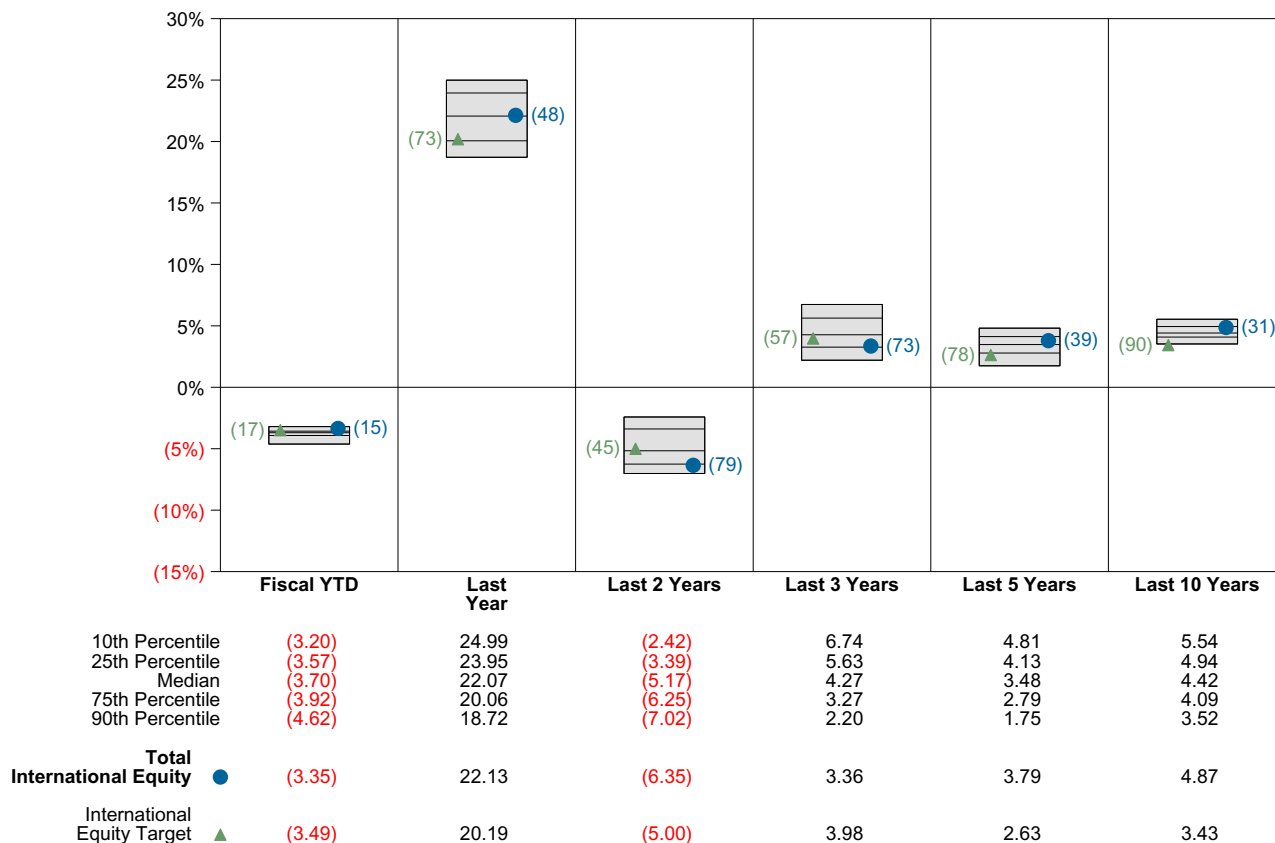 30%
25%
20%
15%
10%
5%
0%
(5%)
(10%)
(15%)
(17) (15)
(73) (48)
(45) (79)
(57) (73)
(78) (39)
(90) (31)
Fiscal YTD Last Year Last 2 Years Last 3 Years Last 5 Years Last 10 Years
10th Percentile (3.20) 24.99 (2.42) 6.74 4.81 5.54
25th Percentile (3.57) 23.95 (3.39) 5.63 4.13 4.94
Median (3.70) 22.07 (5.17) 4.27 3.48 4.42
75th Percentile (3.92) 20.06 (6.25) 3.27 2.79 4.09
90th Percentile (4.62) 18.72 (7.02) 2.20 1.75 3.52
Total
International Equity (3.35) 22.13 (6.35) 3.36 3.79 4.87
International
Equity Target (3.49) 20.19 (5.00) 3.98 2.63 3.43